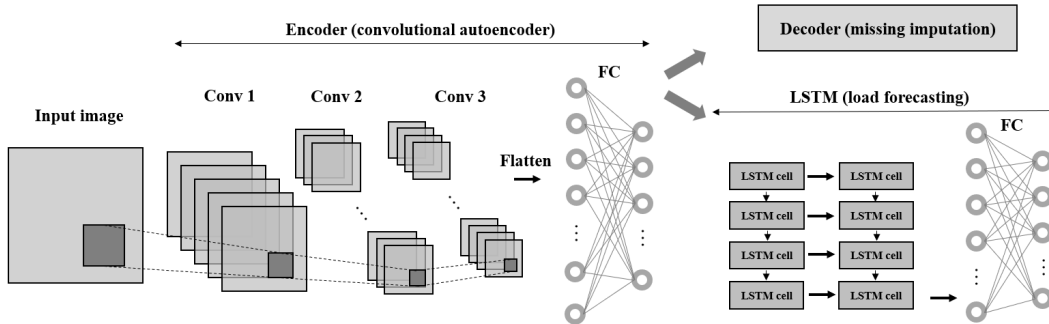 Encoder (convolutional autoencoder)
Decoder (missing imputation)
FC
Conv 1
Conv 2
Conv 3
LSTM (load forecasting)
Input image
FC
Flatten
LSTM cell
LSTM cell
LSTM cell
LSTM cell
LSTM cell
LSTM cell
LSTM cell
LSTM cell